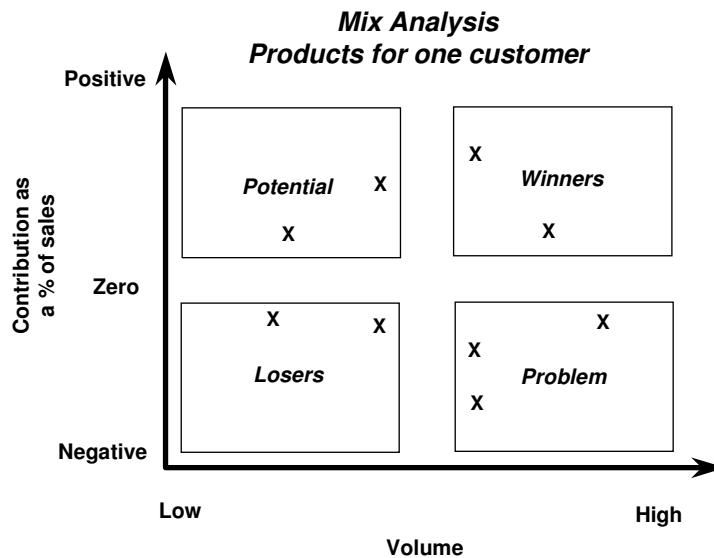 Mix Analysis
Products for one customer
Positive
Contribution as
a % of sales
Zero
Negative
Potential
X
X
Winners
X
X
Losers
X
X
Problem
X
X
X
Low
High
Volume